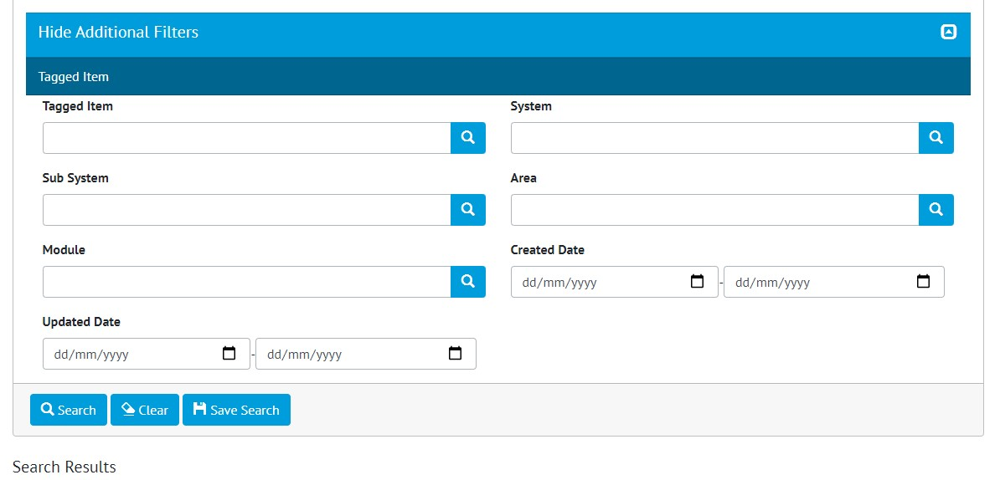 Hide Additional Filters
Tagged Item
Tagged Item System
Sub System Area
Module Created Date
dd/mm/yyyy - dd/mm/yyyy
Updated Date
dd/mm/yyyy - dd/mm/yyyy
Search Clear Save Search
Search Results